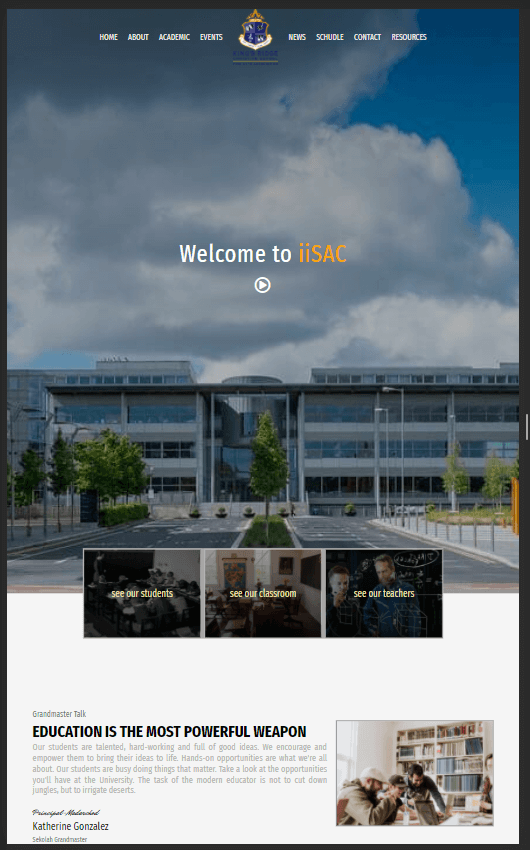 HOME ABOUT ACADEMIC EVENTS NEWS SCHUDLE CONTACT RESOURCES
Welcome to iiSAC
see our students see our classroom see our teachers
Grandmaster Talk
EDUCATION IS THE MOST POWERFUL WEAPON
Our students are talented, hard-working and full of good ideas. We encourage and
empower them to bring their ideas to life. Hands-on opportunities are what we're all
about. Our students are busy doing things that matter. Take a look at the opportunities
you'll have at the University. The task of the modern educator is not to cut down
jungles, but to irrigate deserts.
Katherine Gonzalez
Sekolah Grandmaster